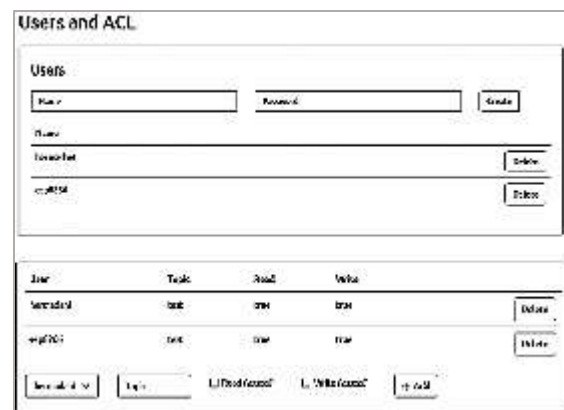 Users and ACL
Users
Name Password Create
Name
Delete
Delete
User Topic Read Write
test true true Delete
test true true Delete
Topic Read Access? Write Access? + Add